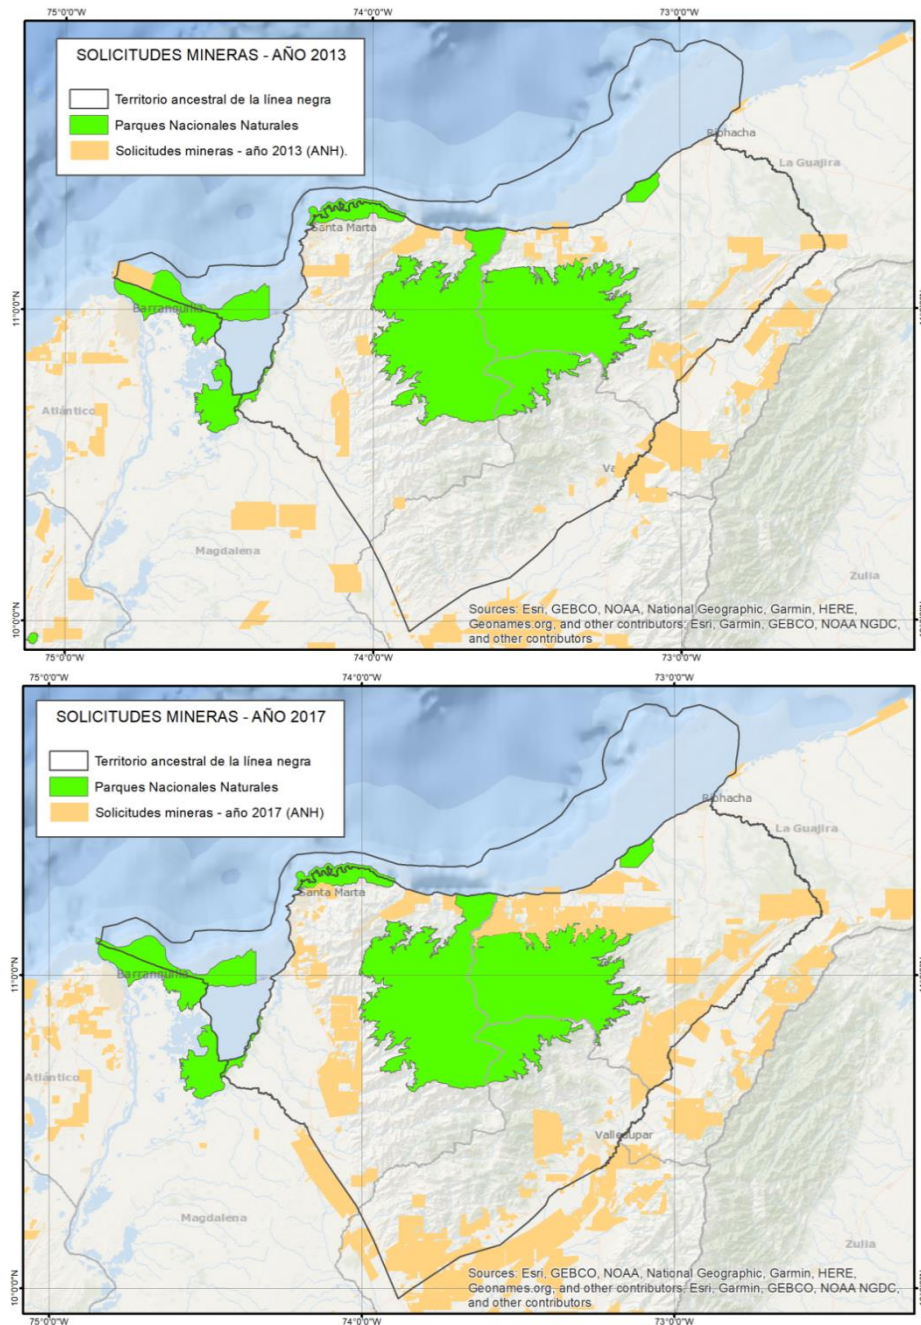 75°0'0"W
74°0'0"W
73°0'0"W
SOLICITUDES MINERAS - AÑO 2013
Territorio ancestral de la línea negra
Parques Nacionales Naturales
Solicitudes mineras - año 2013 (ANH).
Riohacha
La Guajira
Santa Marta
11°0'0"N
Barranquilla
Atlántico
Va
Magdalena
Zulia
10°0'0"N
Sources: Esri, GEBCO, NOAA, National Geographic, Garmin, HERE,
Geonames.org, and other contributors; Esri, Garmin, GEBCO, NOAA NGDC,
and other contributors
75°0'0"W
74°0'0"W
73°0'0"W
75°0'0"W
74°0'0"W
73°0'0"W
SOLICITUDES MINERAS - AÑO 2017
Territorio ancestral de la línea negra
Parques Nacionales Naturales
Solicitudes mineras - año 2017 (ANH)
Riohacha
La Guajira
Santa Marta
11°0'0"N
Barranquilla
Atlántico
Valledupar
Magdalena
Zulia
10°0'0"N
Sources: Esri, GEBCO, NOAA, National Geographic, Garmin, HERE,
Geonames.org, and other contributors; Esri, Garmin, GEBCO, NOAA NGDC,
and other contributors
75°0'0"W
74°0'0"W
73°0'0"W